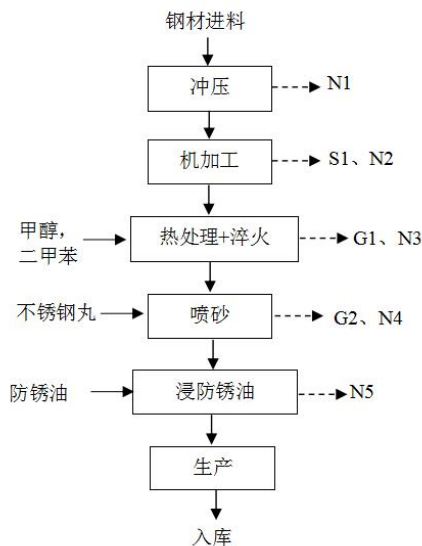 钢材进料
冲压
N1
机加工
S1、N2
甲醇，
二甲苯
热处理+淬火
G1、N3
不锈钢丸
喷砂
G2、N4
防锈油
浸防锈油
N5
生产
入库